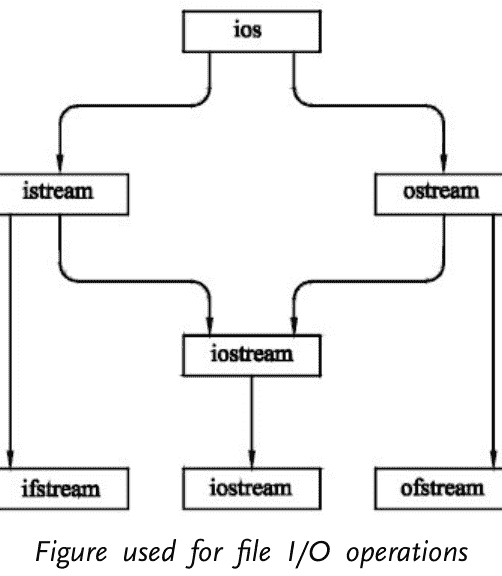 ios
istream
ostream
iostream
ifstream
iostream
ofstream
Figure used for file I/O operations